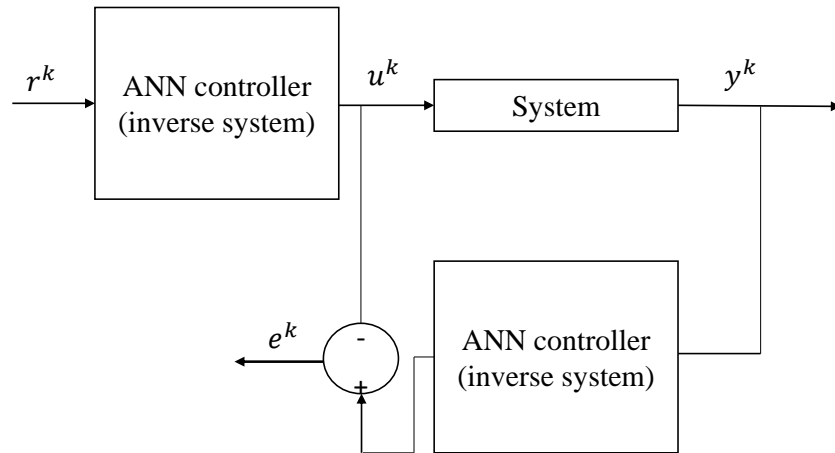 r^k
ANN controller
(inverse system)
u^k
System
y^k
e^k
-
+
ANN controller
(inverse system)